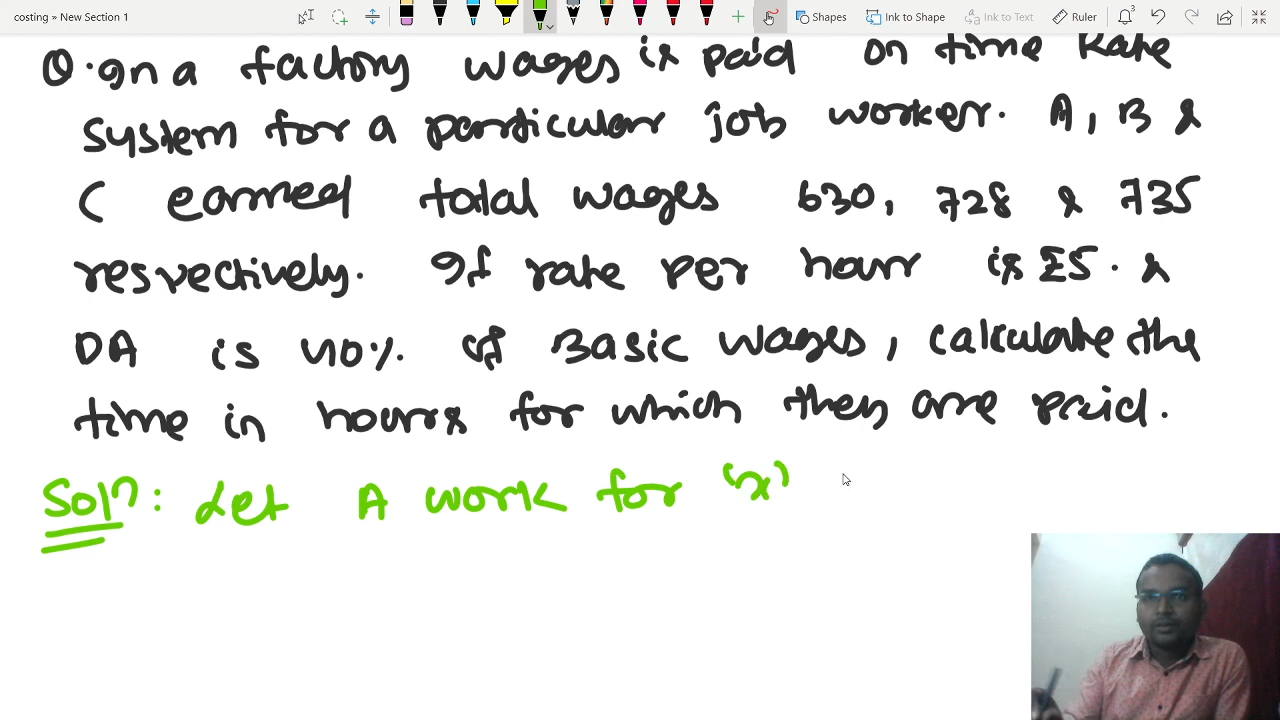 costing » New Section 1
Shapes
Ink to Shape
Ink to Text
Ruler
3
Q. In a factory wages is paid on time Rate
System for a particular job worker. A, B &
C earned total wages 630, 728 & 735
respectively. If rate per hour is ₹5. &
DA is 40% of Basic wages, calculate the
time in hours for which they are paid.
Solⁿ: Let A work for 'x'